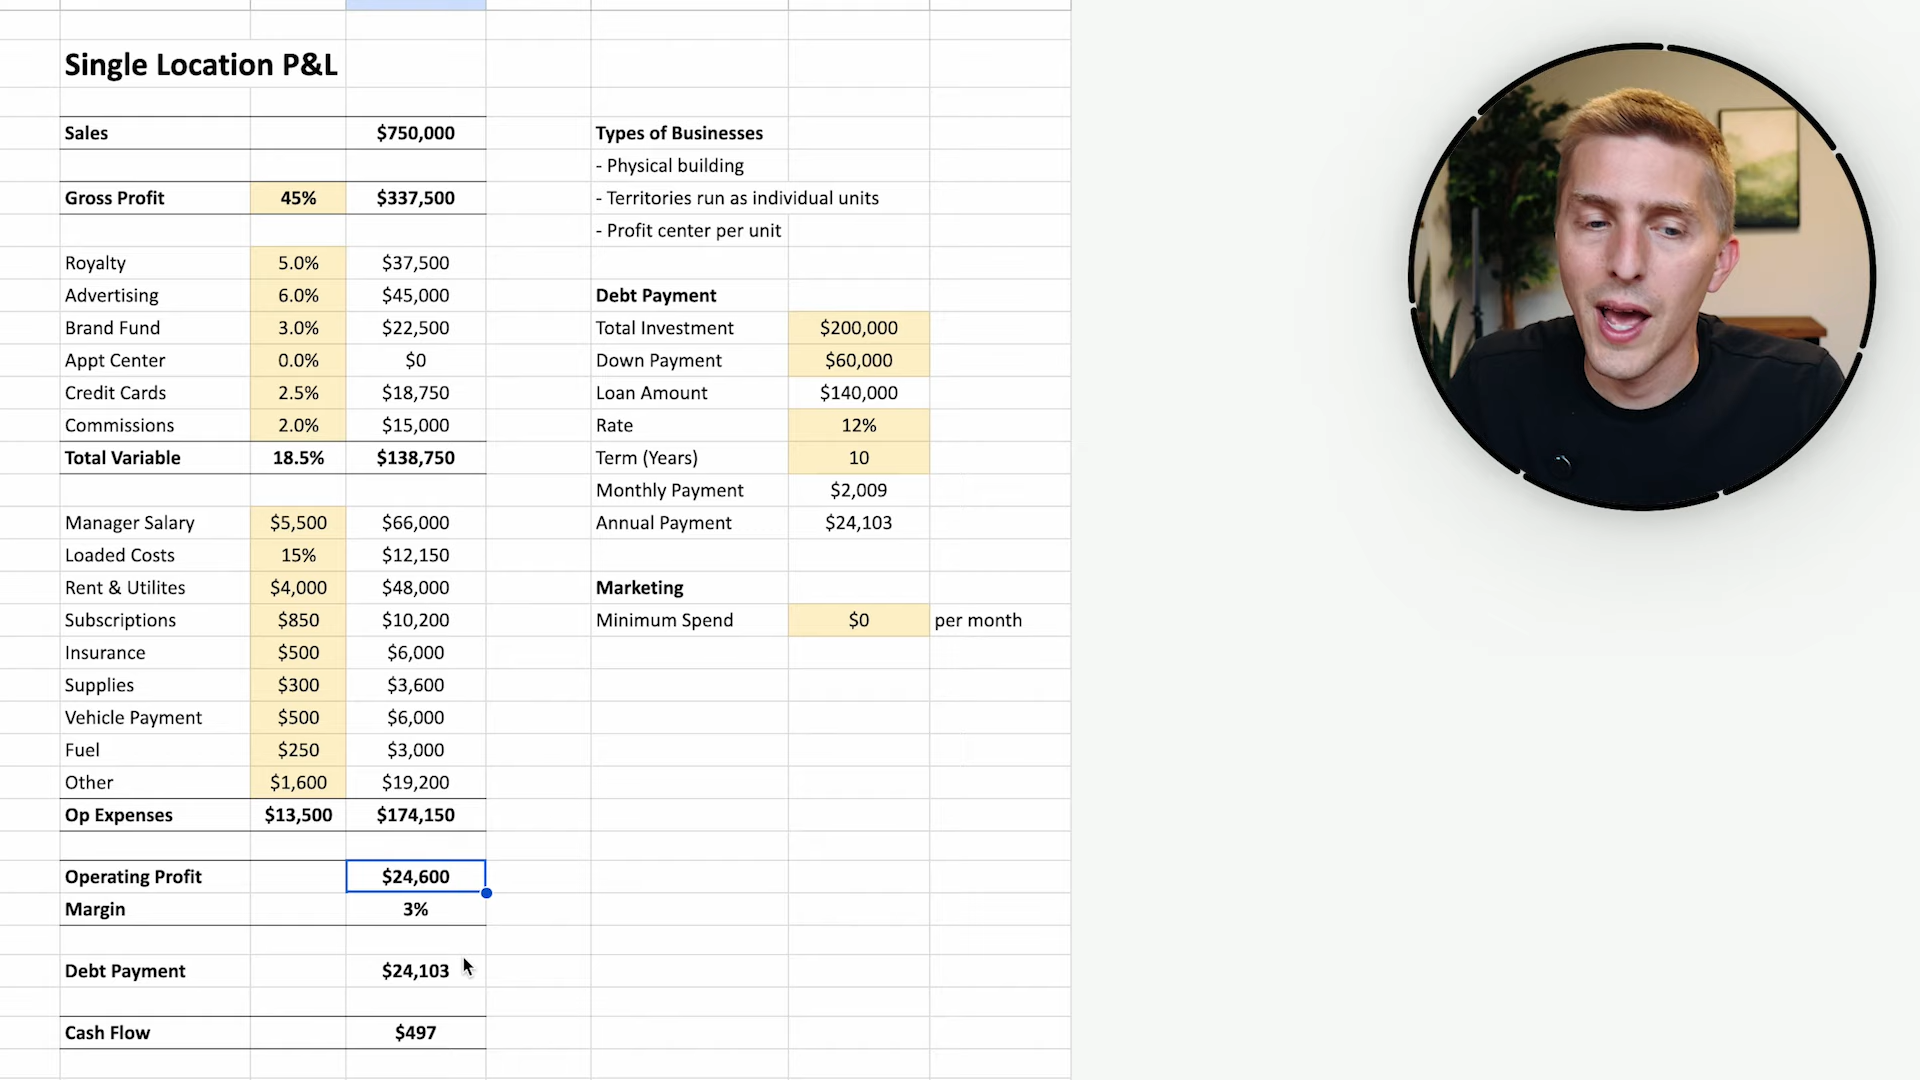 Single Location P&L
Sales $750,000
Gross Profit 45% $337,500
Royalty 5.0% $37,500
Advertising 6.0% $45,000
Brand Fund 3.0% $22,500
Appt Center 0.0% $0
Credit Cards 2.5% $18,750
Commissions 2.0% $15,000
Total Variable 18.5% $138,750
Manager Salary $5,500 $66,000
Loaded Costs 15% $12,150
Rent & Utilites $4,000 $48,000
Subscriptions $850 $10,200
Insurance $500 $6,000
Supplies $300 $3,600
Vehicle Payment $500 $6,000
Fuel $250 $3,000
Other $1,600 $19,200
Op Expenses $13,500 $174,150
Operating Profit $24,600
Margin 3%
Debt Payment $24,103
Cash Flow $497
Types of Businesses
- Physical building
- Territories run as individual units
- Profit center per unit
Debt Payment
Total Investment $200,000
Down Payment $60,000
Loan Amount $140,000
Rate 12%
Term (Years) 10
Monthly Payment $2,009
Annual Payment $24,103
Marketing
Minimum Spend $0 per month